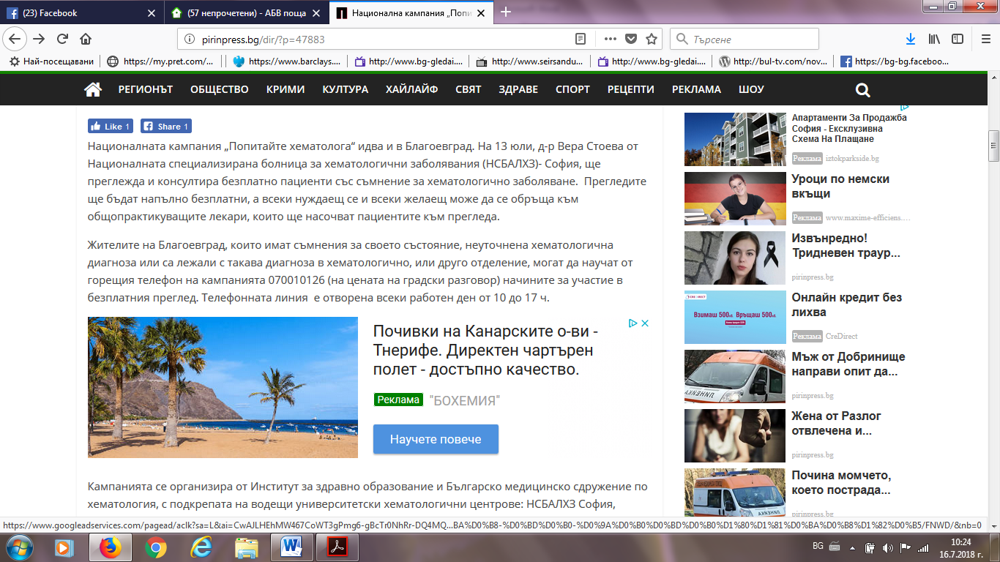 (23) Facebook
(57 непрочетени) - АБВ поща
Национална кампания „Попи
pirinpress.bg/dir/?p=47883
Търсене
Най-посещавани
https://my.pret.com/...
https://www.barclays....
http://www.bg-gledai....
http://www.seirsandu...
http://www.bg-gledai....
http://bul-tv.com/nov...
https://bg-bg.faceboo...
РЕГИОНЪТ ОБЩЕСТВО КРИМИ КУЛТУРА ХАЙЛАЙФ СВЯТ ЗДРАВЕ СПОРТ РЕЦЕПТИ РЕКЛАМА ШОУ
Like 1
Share 1
Националната кампания „Попитайте хематолога“ идва и в Благоевград. На 13 юли, д-р Вера Стоева от
Националната специализирана болница за хематологични заболявания (НСБАЛХЗ)- София, ще
преглежда и консултира безплатно пациенти със съмнение за хематологично заболяване. Прегледите
ще бъдат напълно безплатни, а всеки нуждаещ се и всеки желаещ може да се обръща към
общопрактикуващите лекари, които ще насочват пациентите към прегледа.
Жителите на Благоевград, които имат съмнения за своето състояние, неуточнена хематологична
диагноза или са лежали с такава диагноза в хематологично, или друго отделение, могат да научат от
горещия телефон на кампанията 070010126 (на цената на градски разговор) начините за участие в
безплатния преглед. Телефонната линия е отворена всеки работен ден от 10 до 17 ч.
Почивки на Канарските о-ви -
Тнерифе. Директен чартърен
полет - достъпно качество.
Реклама "БОХЕМИЯ"
Научете повече
Кампанията се организира от Институт за здравно образование и Българско медицинско сдружение по
хематология, с подкрепата на водещи университетски хематологични центрове: НСБАЛХЗ София,
Апартаменти За Продажба
София - Ексклузивна
Схема На Плащане
Реклама iztokparkside.bg
Уроци по немски
вкъщи
Реклама www.maxime-efficiens....
Извънредно!
Тридневен траур...
pirinpress.bg
CREDIRECT
Взимаш 500лв. Връщаш 500лв.
Онлайн кредит без
лихва
Реклама CreDirect
Мъж от Добринище
направи опит да...
pirinpress.bg
Жена от Разлог
отвлечена и...
pirinpress.bg
Почина момчето,
което пострада...
pirinpress.bg
https://www.googleadservices.com/pagead/aclk?sa=L&ai=CwAJLHEhMW467CoWT3gPmg6-gBcTr0NhRr-DQ4MQ...BA%D0%B8-%D0%BD%D0%B0-%D0%9A%D0%B0%D0%BD%D0%B0%D1%80%D1%81%D0%BA%D0%B8%D1%82%D0%B5/FNWD/&nb=0
BG
10:24
16.7.2018 г.